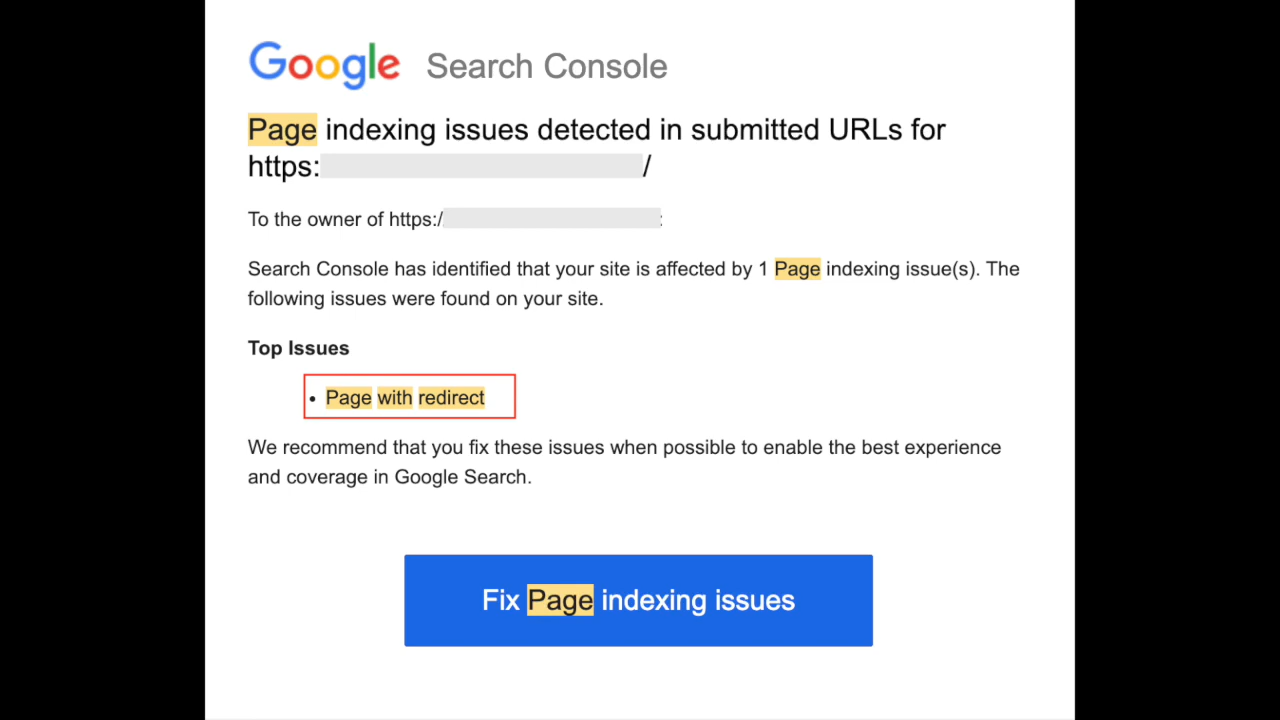 Google Search Console
Page indexing issues detected in submitted URLs for
https: /
To the owner of https:/ :
Search Console has identified that your site is affected by 1 Page indexing issue(s). The
following issues were found on your site.
Top Issues
• Page with redirect
We recommend that you fix these issues when possible to enable the best experience
and coverage in Google Search.
Fix Page indexing issues